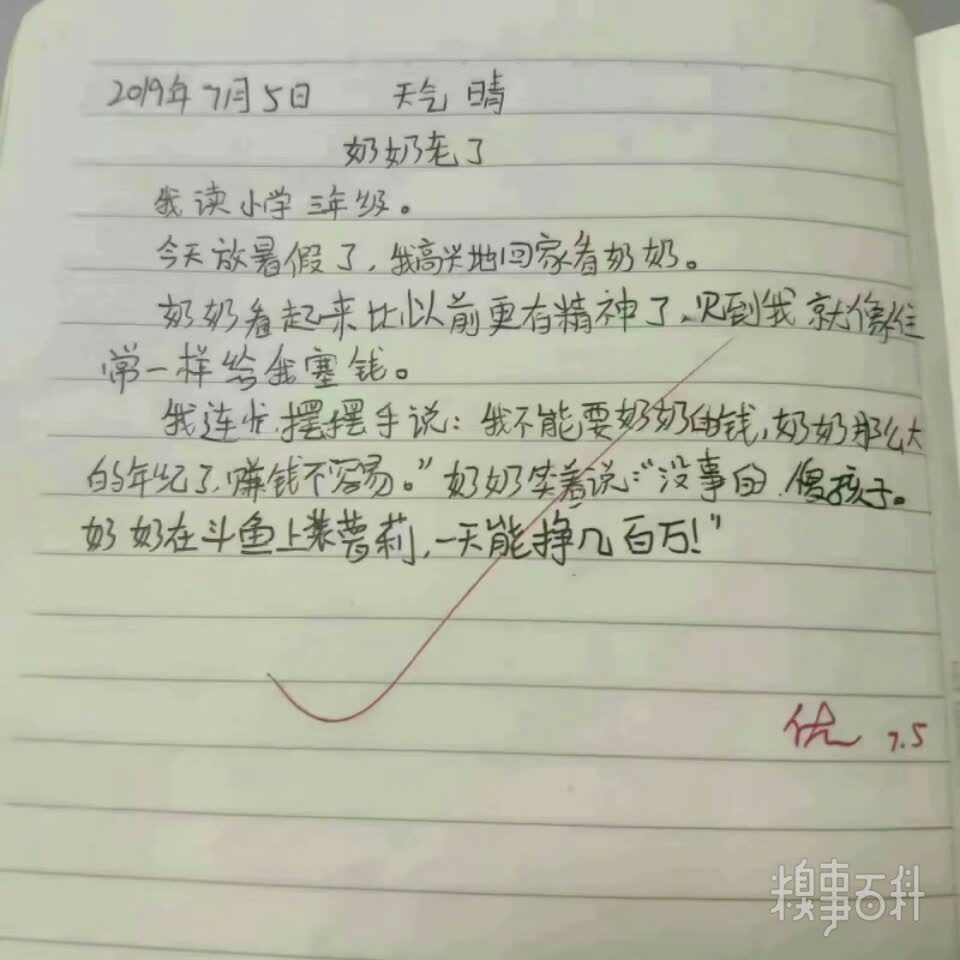 2019年7月5日 天气 晴
奶奶老了
我读小学三年级。
今天放暑假了,我高兴地回家看奶奶。
奶奶看起来比以前更有精神了,见到我就像往
常一样给我塞钱。
我连忙摆摆手说:我不能要奶奶的钱,奶奶那么大
的年纪了,赚钱不容易。”奶奶笑着说:“没事的,傻孩子。
奶奶在斗鱼上装萝莉,一天能挣几百万!”
优 7.5
糗事百科